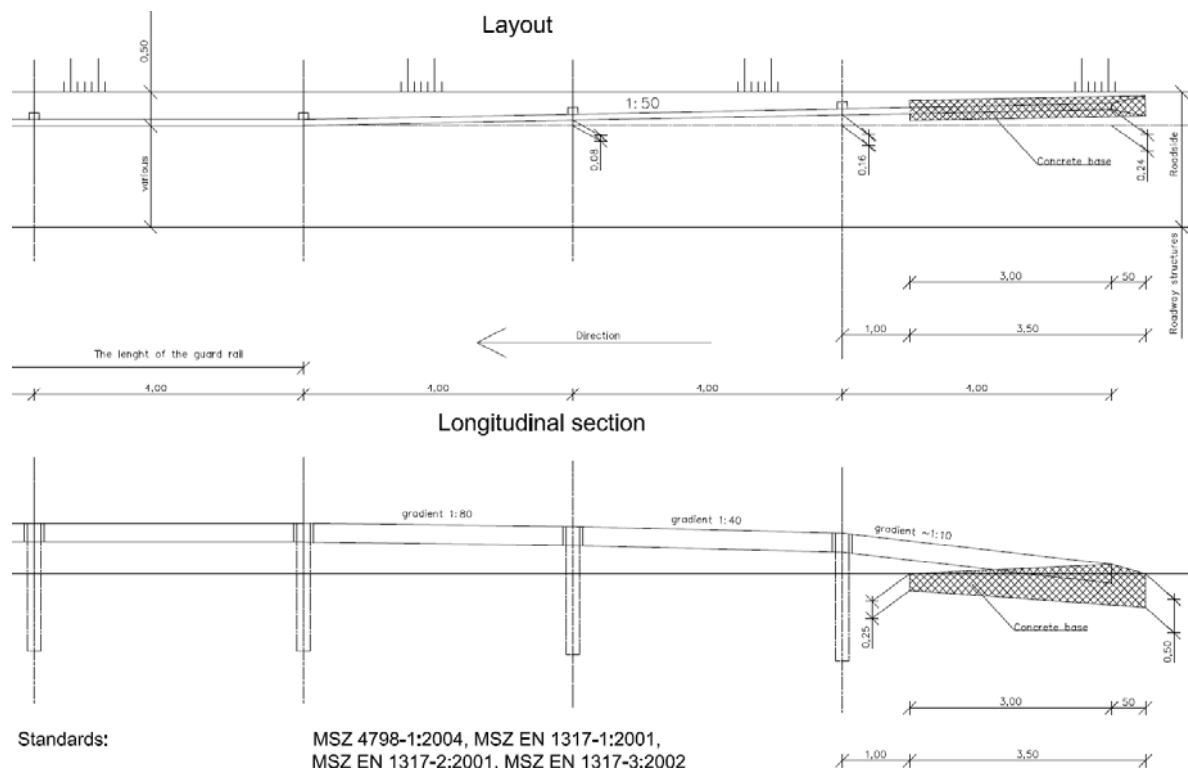 Layout
0,50
1:50
various
0,08
0,16
Concrete base
0,24
Roadside
Roadway structures
3,00
50
Direction
1,00
3,50
The lenght of the guard rail
4,00
4,00
4,00
4,00
Longitudinal section
gradient 1:80
gradient 1:40
gradient ~1:10
0,25
Concrete base
0,50
3,00
50
Standards:
MSZ 4798-1:2004, MSZ EN 1317-1:2001,
MSZ EN 1317-2:2001, MSZ EN 1317-3:2002
1,00
3,50